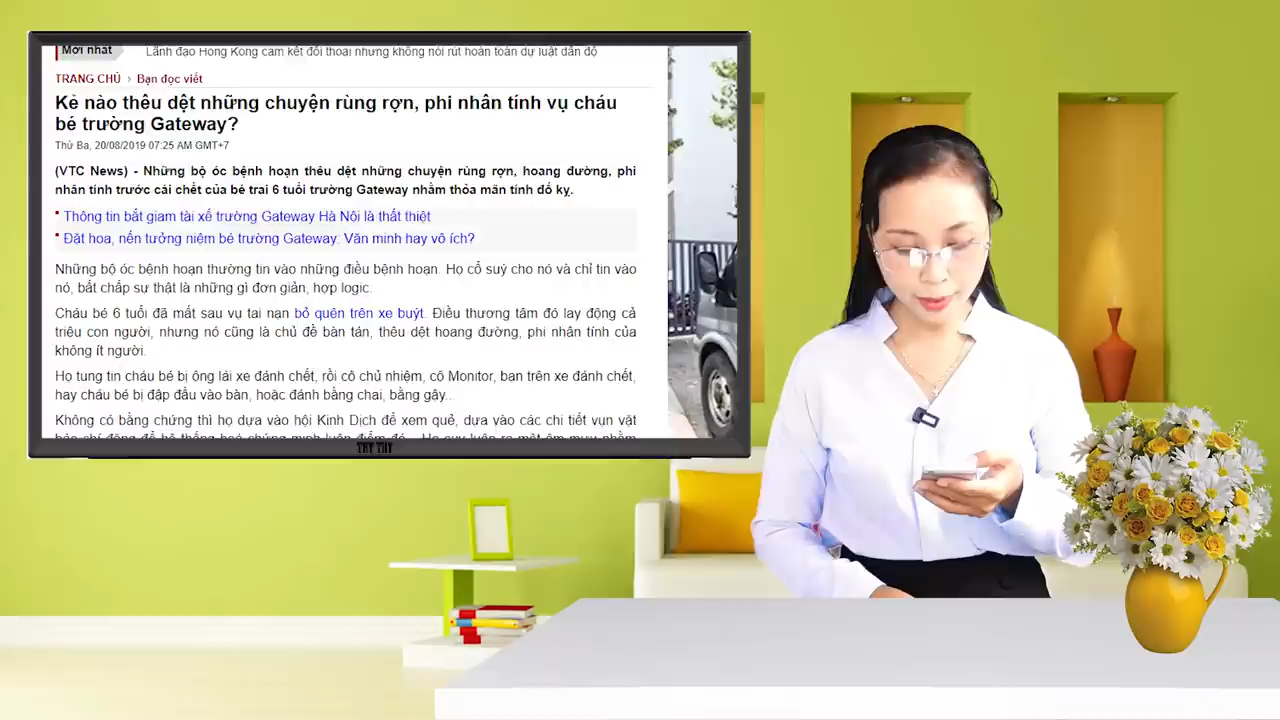 Mới nhất
Lãnh đạo Hong Kong cam kết đối thoại nhưng không nói rút hoàn toàn dự luật dẫn độ
TRANG CHỦ › Bạn đọc viết
Kẻ nào thêu dệt những chuyện rùng rợn, phi nhân tính vụ cháu
bé trường Gateway?
Thứ Ba, 20/08/2019 07:25 AM GMT+7
(VTC News) - Những bộ óc bệnh hoạn thêu dệt những chuyện rùng rợn, hoang đường, phi
nhân tính trước cái chết của bé trai 6 tuổi trường Gateway nhằm thỏa mãn tính đố kỵ.
Thông tin bắt giam tài xế trường Gateway Hà Nội là thất thiệt
Đặt hoa, nến tưởng niệm bé trường Gateway: Văn minh hay vô ích?
Những bộ óc bệnh hoạn thường tin vào những điều bệnh hoạn. Họ cổ suý cho nó và chỉ tin vào
nó, bất chấp sự thật là những gì đơn giản, hợp logic.
Cháu bé 6 tuổi đã mất sau vụ tai nạn bỏ quên trên xe buýt. Điều thương tâm đó lay động cả
triệu con người, nhưng nó cũng là chủ đề bàn tán, thêu dệt hoang đường, phi nhân tính của
không ít người.
Họ tung tin cháu bé bị ông lái xe đánh chết, rồi cô chủ nhiệm, cô Monitor, bạn trên xe đánh chết,
hay cháu bé bị đập đầu vào bàn, hoặc đánh bằng chai, bằng gậy...
Không có bằng chứng thì họ dựa vào hội Kinh Dịch để xem quẻ, dựa vào các chi tiết vụn vặt
TRT TRT